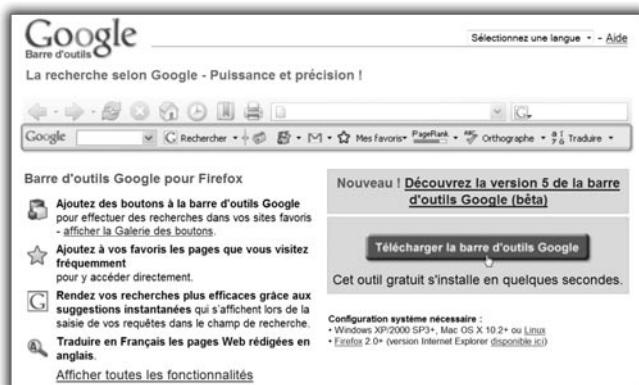 Google
Barre d'outils
Sélectionnez une langue - Aide
La recherche selon Google - Puissance et précision !
G
Google G Rechercher Mes favoris PageRank ABC Orthographe Traduire
Barre d'outils Google pour Firefox
Ajoutez des boutons à la barre d'outils Google
pour effectuer des recherches dans vos sites favoris
- afficher la Galerie des boutons.
Ajoutez à vos favoris les pages que vous visitez
fréquemment
pour y accéder directement.
G
Rendez vos recherches plus efficaces grâce aux
suggestions instantanées qui s'affichent lors de la
saisie de vos requêtes dans le champ de recherche.
Traduire en Français les pages Web rédigées en
anglais.
Afficher toutes les fonctionnalités
Nouveau ! Découvrez la version 5 de la barre
d'outils Google (bêta)
Télécharger la barre d'outils Google
Cet outil gratuit s'installe en quelques secondes.
Configuration système nécessaire :
• Windows XP/2000 SP3+, Mac OS X 10.2+ ou Linux
• Firefox 2.0+ (version Internet Explorer disponible ici)